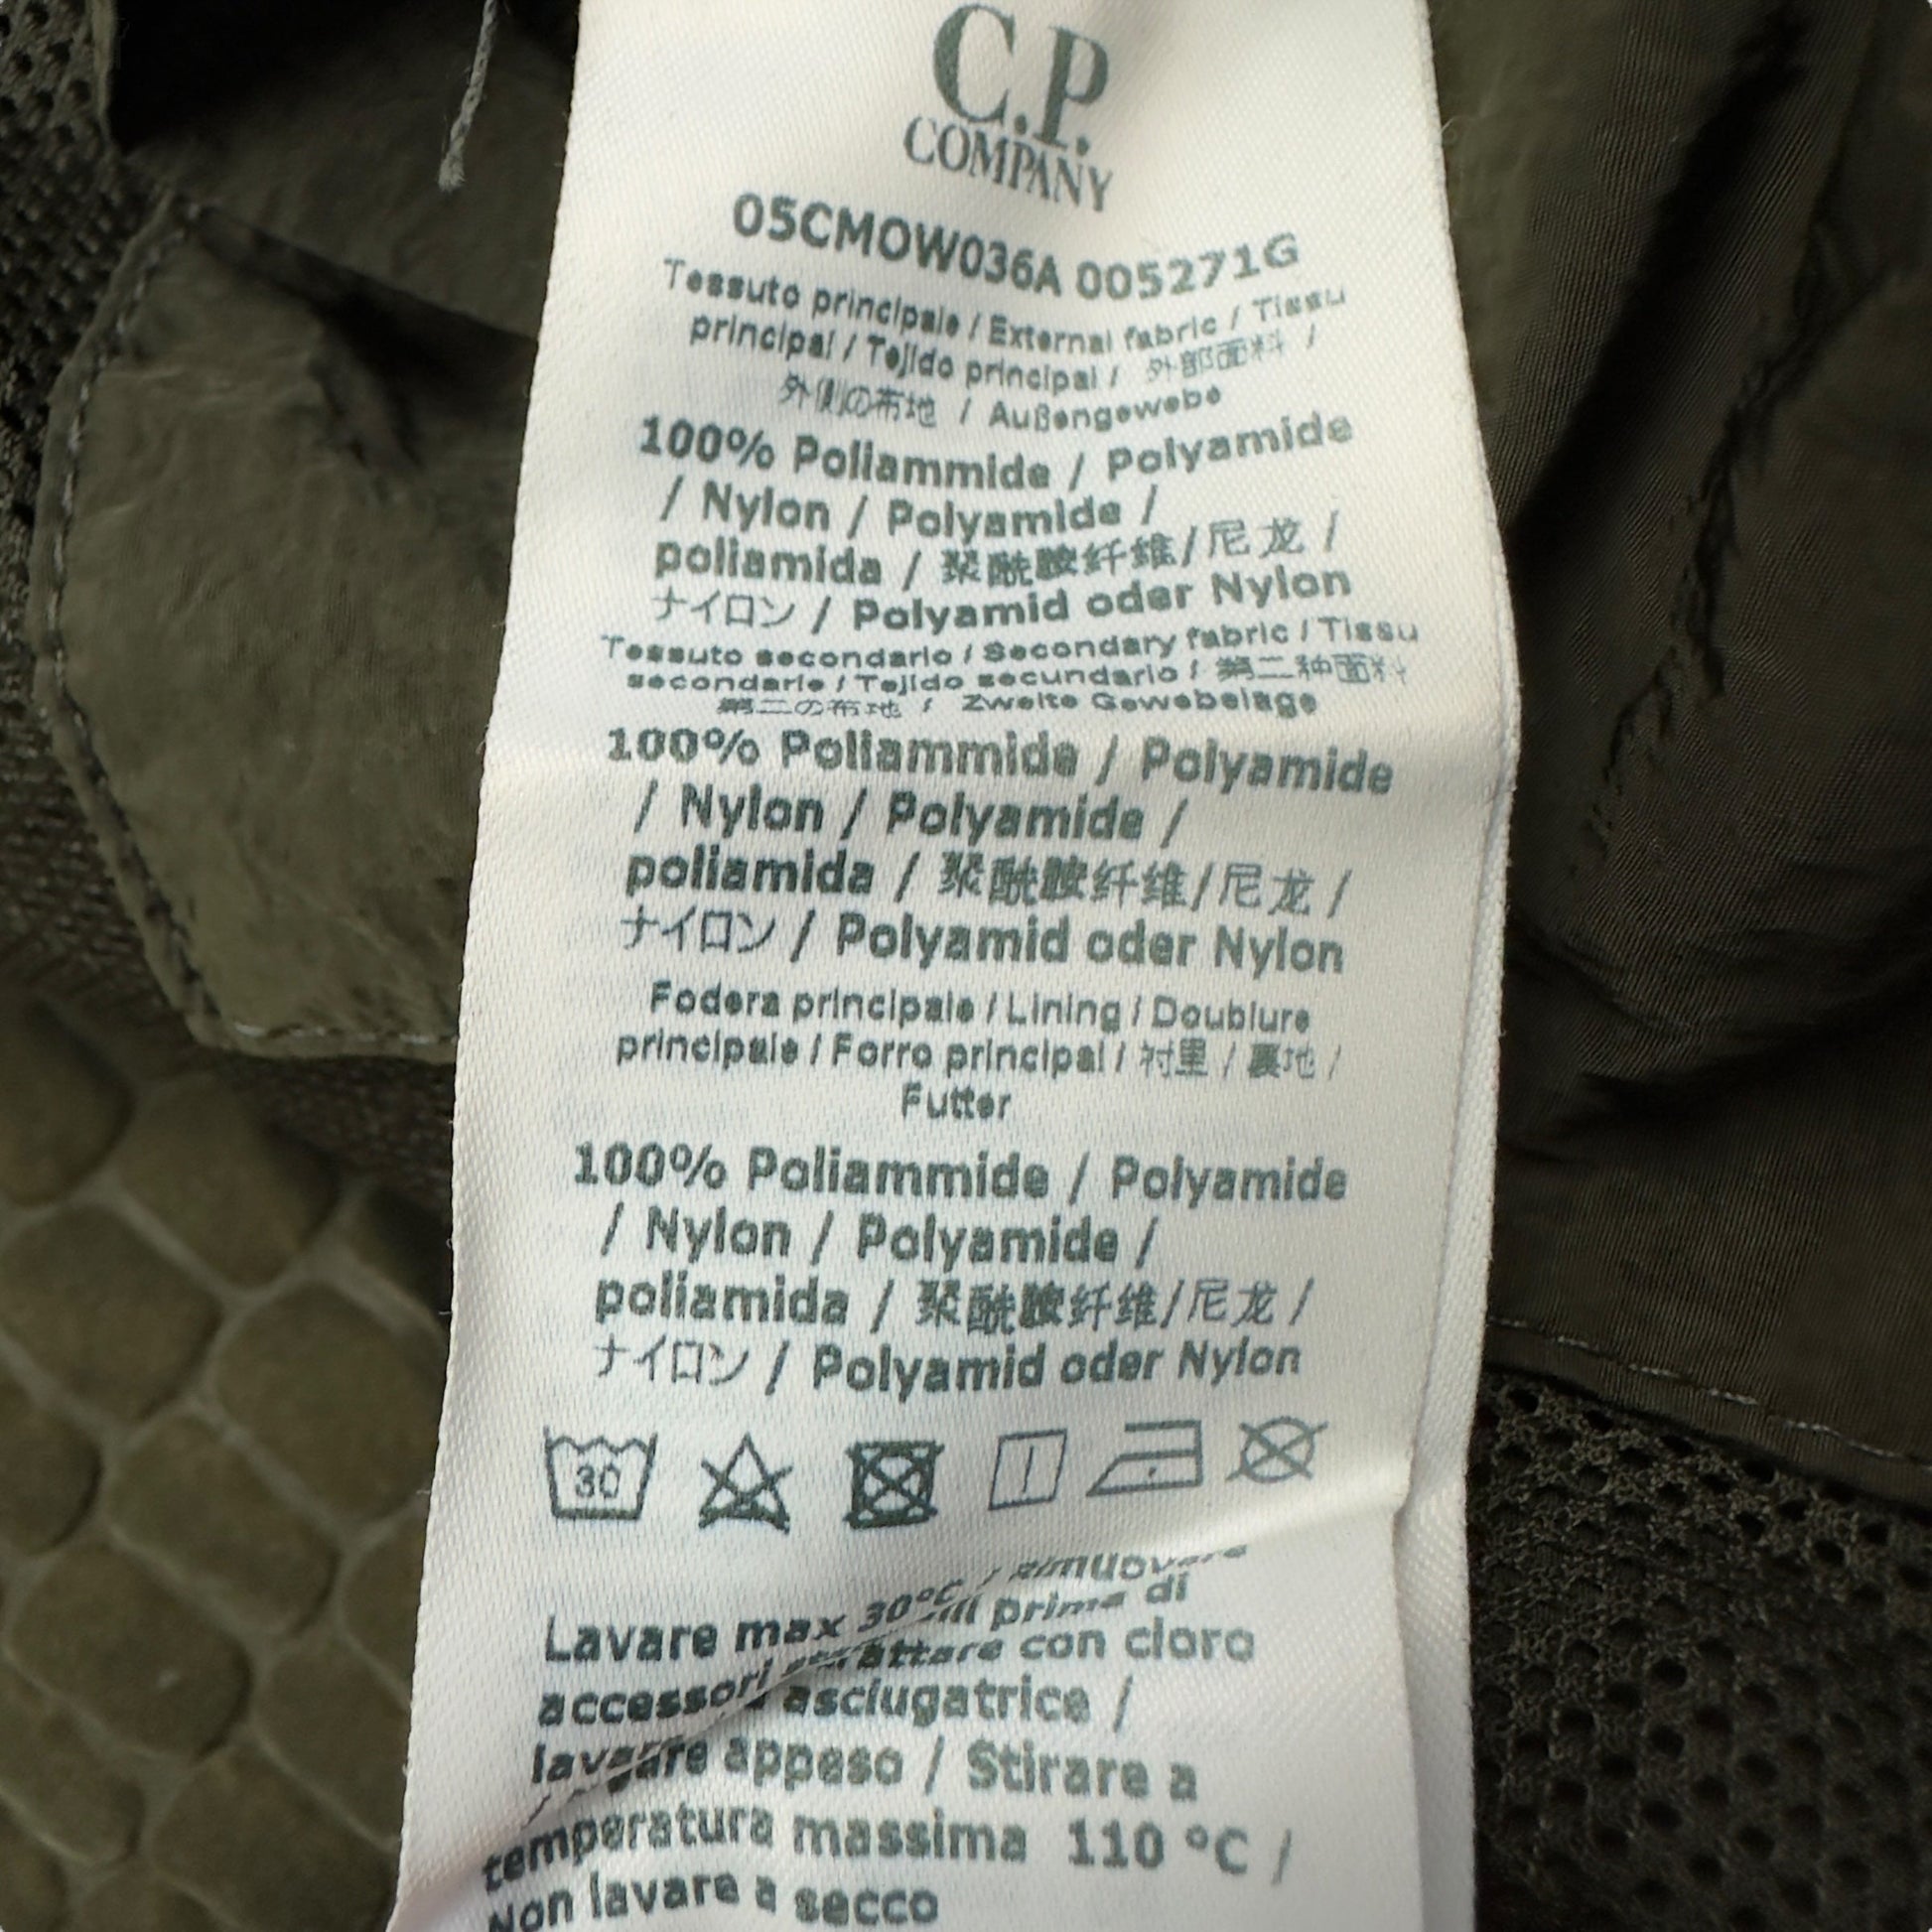 C.P.
COMPANY
05CMOW036A 005271G
Tessuto principale / External fabric / Tissu
principal / Tejido principal / 外部面料 /
外側の布地 / Außengewebe
100% Poliammide / Polyamide
/ Nylon / Polyamide /
poliamida / 聚酰胺纤维/尼龙 /
ナイロン / Polyamid oder Nylon
Tessuto secondario / Secondary fabric / Tissu
secondarie / Tejido secundario / 第二种面料
第二の布地 / Zweite Gewebelage
100% Poliammide / Polyamide
/ Nylon / Polyamide /
poliamida / 聚酰胺纤维/尼龙 /
ナイロン / Polyamid oder Nylon
Fodera principale / Lining / Doublure
principale / Forro principal / 衬里 / 裏地 /
Futter
100% Poliammide / Polyamide
/ Nylon / Polyamide /
poliamida / 聚酰胺纤维/尼龙 /
ナイロン / Polyamid oder Nylon
30
Lavare max 30°C / Rimuovere
accessori prima di
lavare trattare con cloro
asciugatrice /
appeso / Stirare a
temperatura massima 110 °C /
Non lavare a secco